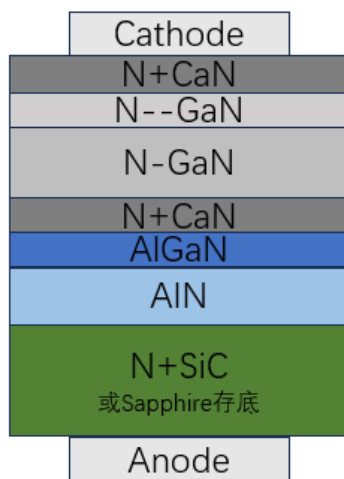 Cathode
N+CaN
N--GaN
N-GaN
N+CaN
AlGaN
AlN
N+SiC
或Sapphire存底
Anode